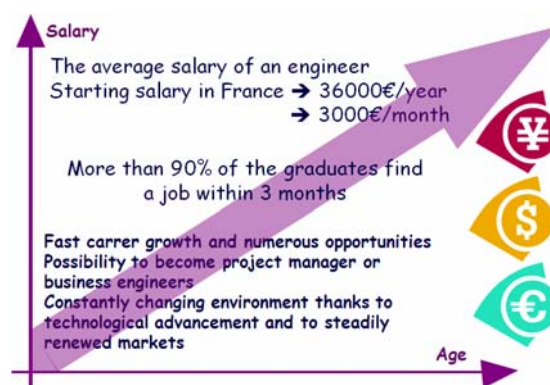 Salary
The average salary of an engineer
Starting salary in France ➔ 36000€/year
➔ 3000€/month
More than 90% of the graduates find
a job within 3 months
Fast carrer growth and numerous opportunities
Possibility to become project manager or
business engineers
Constantly changing environment thanks to
technological advancement and to steadily
renewed markets
Age
¥
$
€